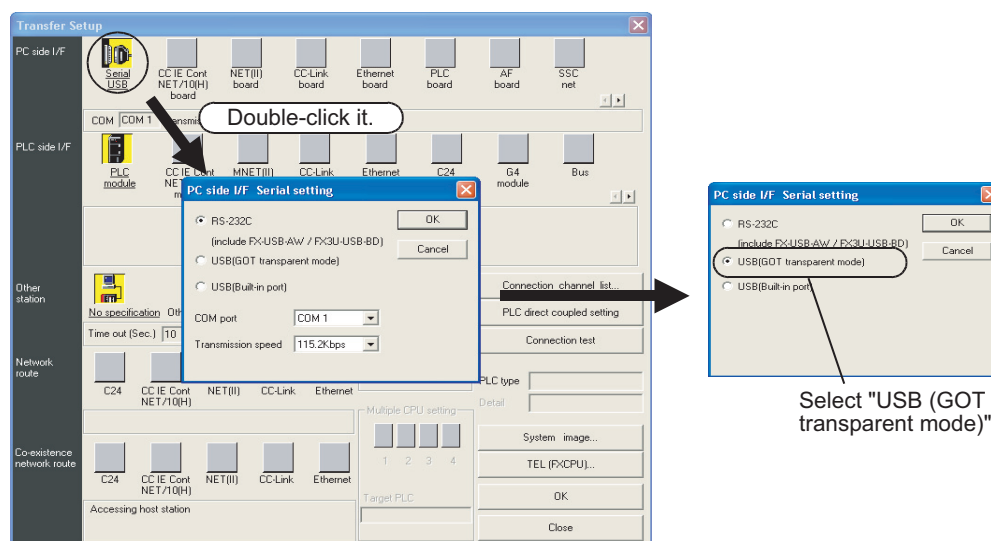 Transfer Setup
PC side I/F
Serial USB
CC IE Cont NET/10(H) board
NET(II) board
CC-Link board
Ethernet board
PLC board
AF board
SSC net
COM COM 1
Double-click it.
PLC side I/F
PLC module
CC IE Cont
MNET(II)
CC-Link
Ethernet
C24
G4 module
Bus
PC side I/F Serial setting
RS-232C
(include FX-USB-AW / FX3U-USB-BD)
USB(GOT transparent mode)
USB(Built-in port)
COM port COM 1
Transmission speed 115.2Kbps
OK
Cancel
Other station
No specification
Time out (Sec.) 10
Connection channel list...
PLC direct coupled setting
Connection test
PLC type
Detail
Network route
C24
CC IE Cont NET/10(H)
NET(II)
CC-Link
Ethernet
Multiple CPU setting
1 2 3 4
Target PLC
System image...
TEL (FXCPU)...
OK
Close
Co-existence network route
C24
CC IE Cont NET/10(H)
NET(II)
CC-Link
Ethernet
Accessing host station
PC side I/F Serial setting
RS-232C
(include FX-USB-AW / FX3U-USB-BD)
USB(GOT transparent mode)
USB(Built-in port)
OK
Cancel
Select "USB (GOT
transparent mode)"